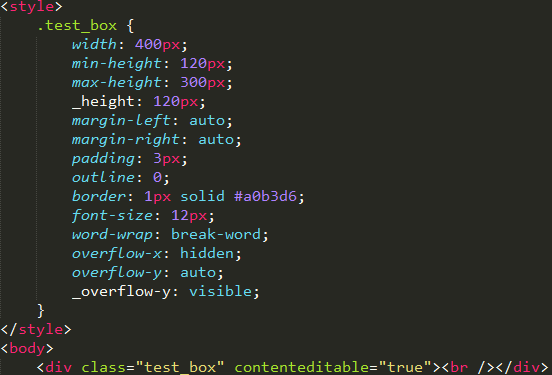 <style>
    .test_box {
        width: 400px;
        min-height: 120px;
        max-height: 300px;
        _height: 120px;
        margin-left: auto;
        margin-right: auto;
        padding: 3px;
        outline: 0;
        border: 1px solid #a0b3d6;
        font-size: 12px;
        word-wrap: break-word;
        overflow-x: hidden;
        overflow-y: auto;
        _overflow-y: visible;
    }
</style>
<body>
    <div class="test_box" contenteditable="true"><br /></div>